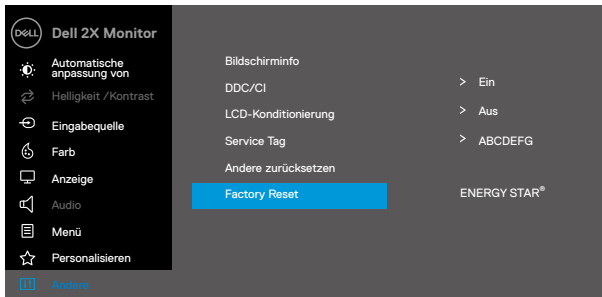 DELL Dell 2X Monitor
Automatische
anpassung von
Helligkeit /Kontrast
Eingabequelle
Farb
Anzeige
Audio
Menü
Personalisieren
Andere
Bildschirminfo
DDC/CI > Ein
LCD-Konditionierung > Aus
Service Tag > ABCDEFG
Andere zurücksetzen
Factory Reset ENERGY STAR®